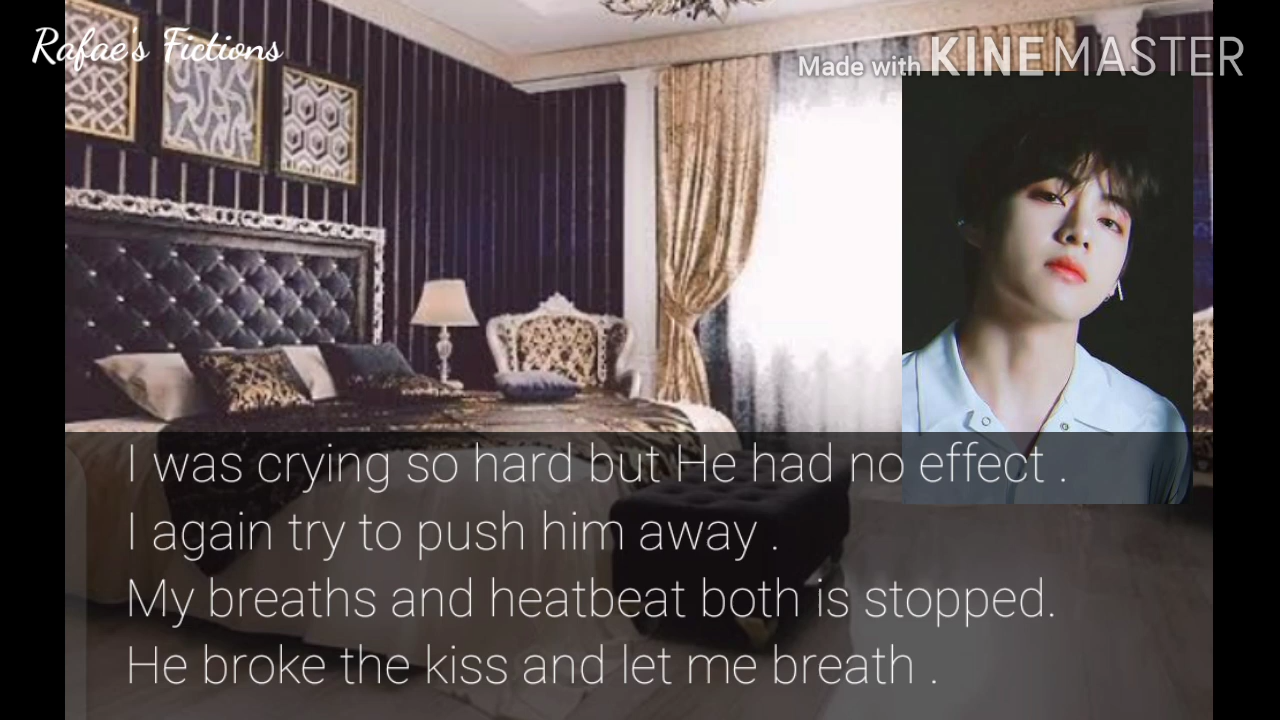 Rafae's Fictions
Made with KINEMASTER
I was crying so hard but He had no effect .
I again try to push him away .
My breaths and heatbeat both is stopped.
He broke the kiss and let me breath .